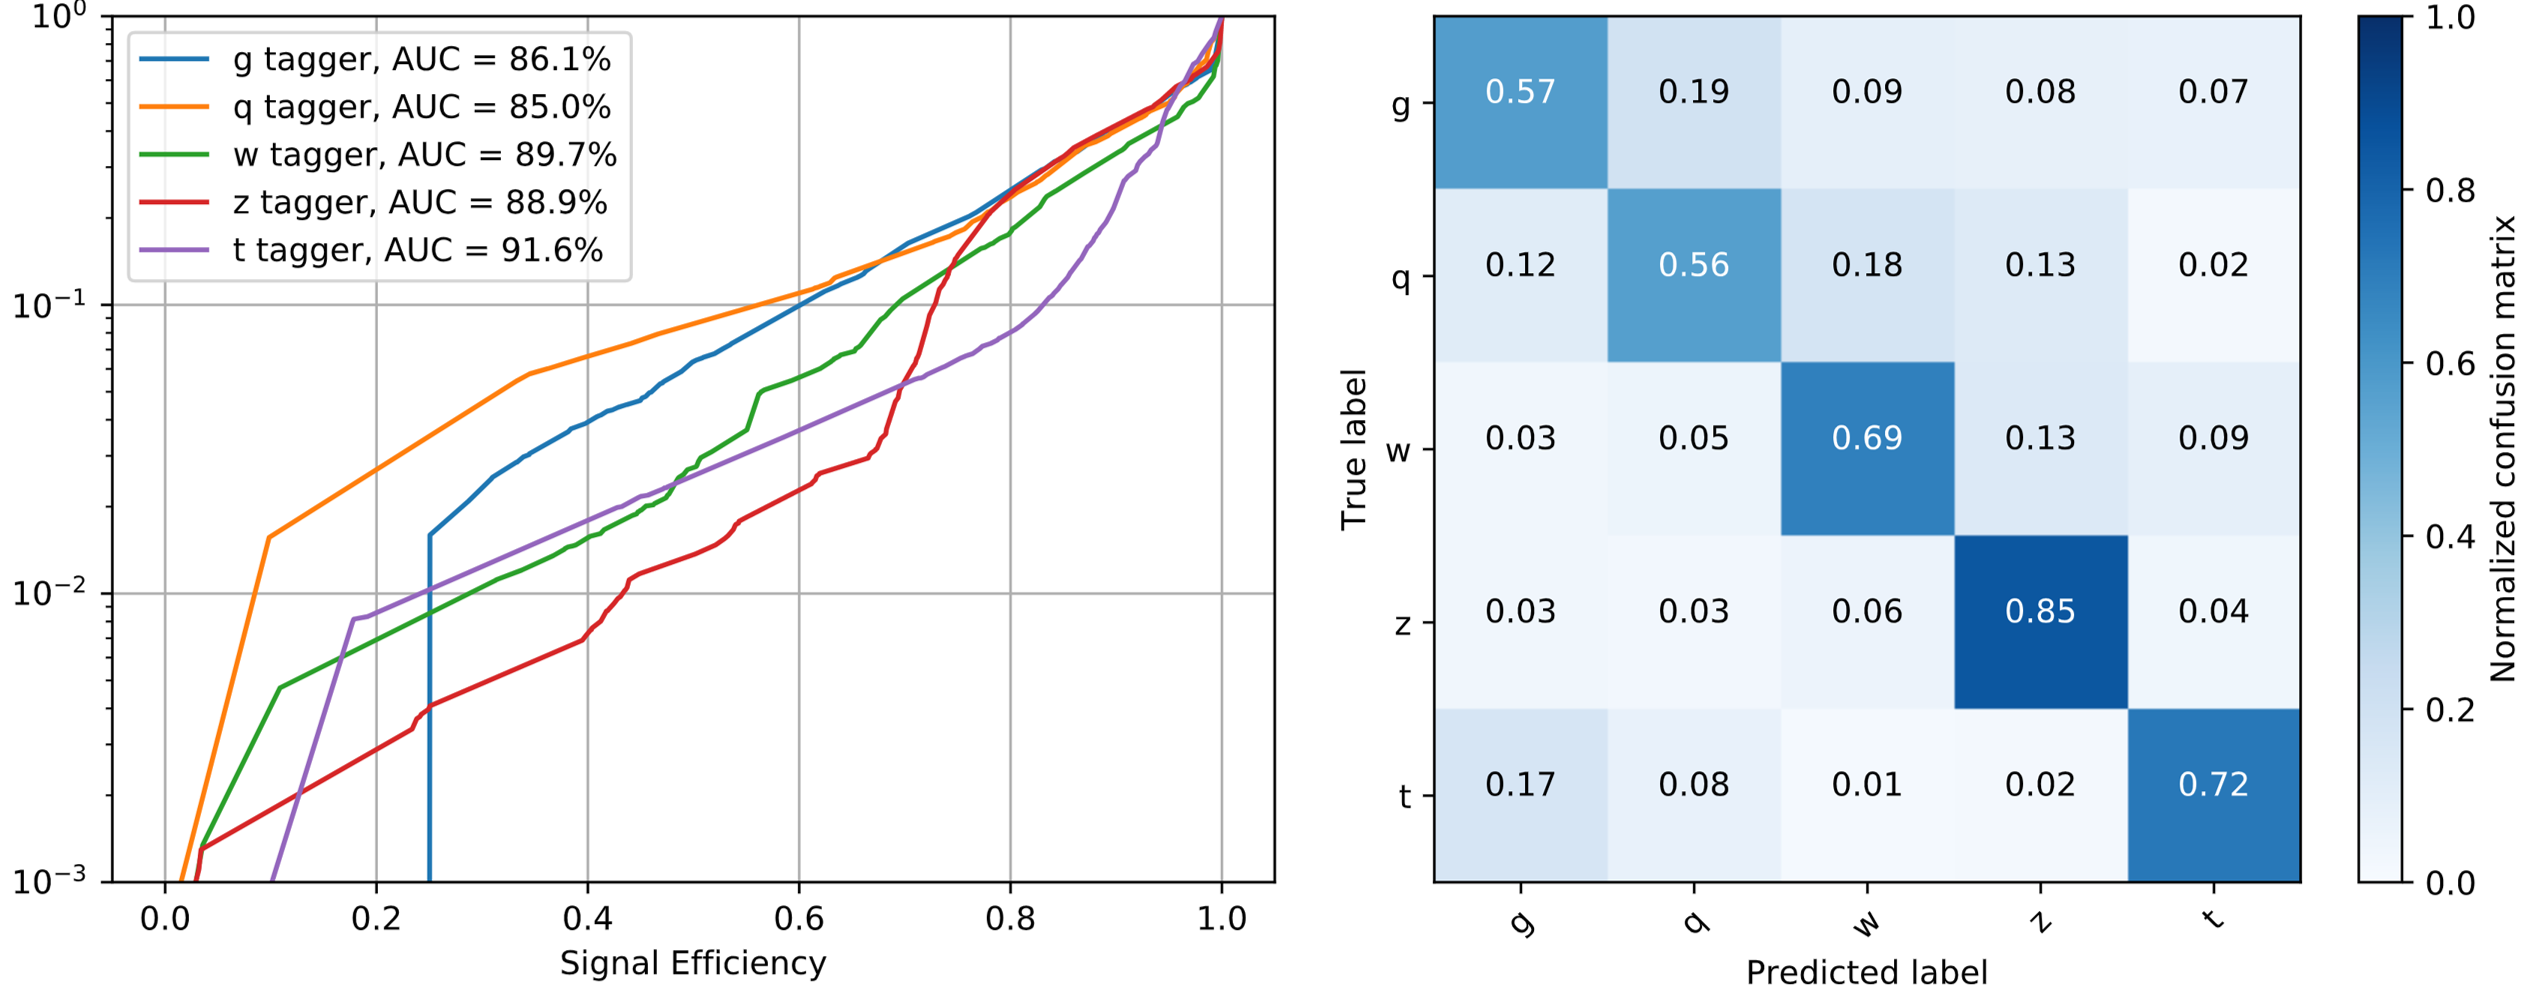 10⁰
10⁻¹
10⁻²
10⁻³
g tagger, AUC = 86.1%
q tagger, AUC = 85.0%
w tagger, AUC = 89.7%
z tagger, AUC = 88.9%
t tagger, AUC = 91.6%
0.0 0.2 0.4 0.6 0.8 1.0
Signal Efficiency
True label
g 0.57 0.19 0.09 0.08 0.07
q 0.12 0.56 0.18 0.13 0.02
w 0.03 0.05 0.69 0.13 0.09
z 0.03 0.03 0.06 0.85 0.04
t 0.17 0.08 0.01 0.02 0.72
g q w z t
Predicted label
1.0
0.8
0.6
0.4
0.2
0.0
Normalized confusion matrix